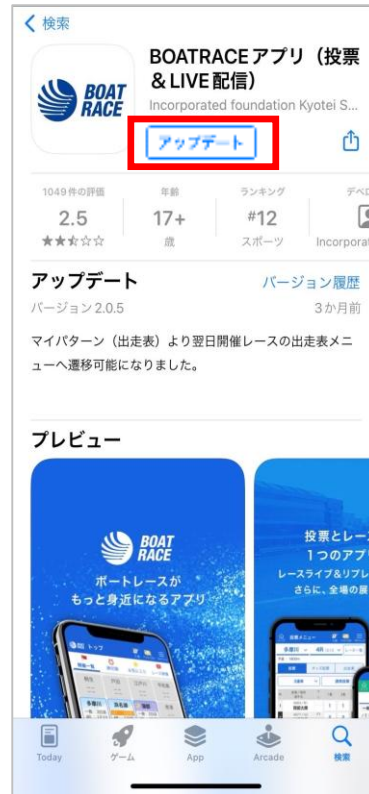 検索
BOAT
RACE
BOATRACEアプリ（投票
＆LIVE配信）
Incorporated foundation Kyotei S...
アップデート
1049件の評価
年齢
ランキング
2.5
17+
#12
★★☆☆☆
歳
スポーツ
Incorporat
アップデート
バージョン履歴
バージョン 2.0.5
3か月前
マイパターン（出走表）より翌日開催レースの出走表メニ
ューへ遷移可能になりました。
プレビュー
BOAT
RACE
ボートレースが
もっと身近になるアプリ
投票とレー
1つのアプ
レースライブ&リプレ
さらに、全場の展
トップ
Today
ゲーム
App
Arcade
検索